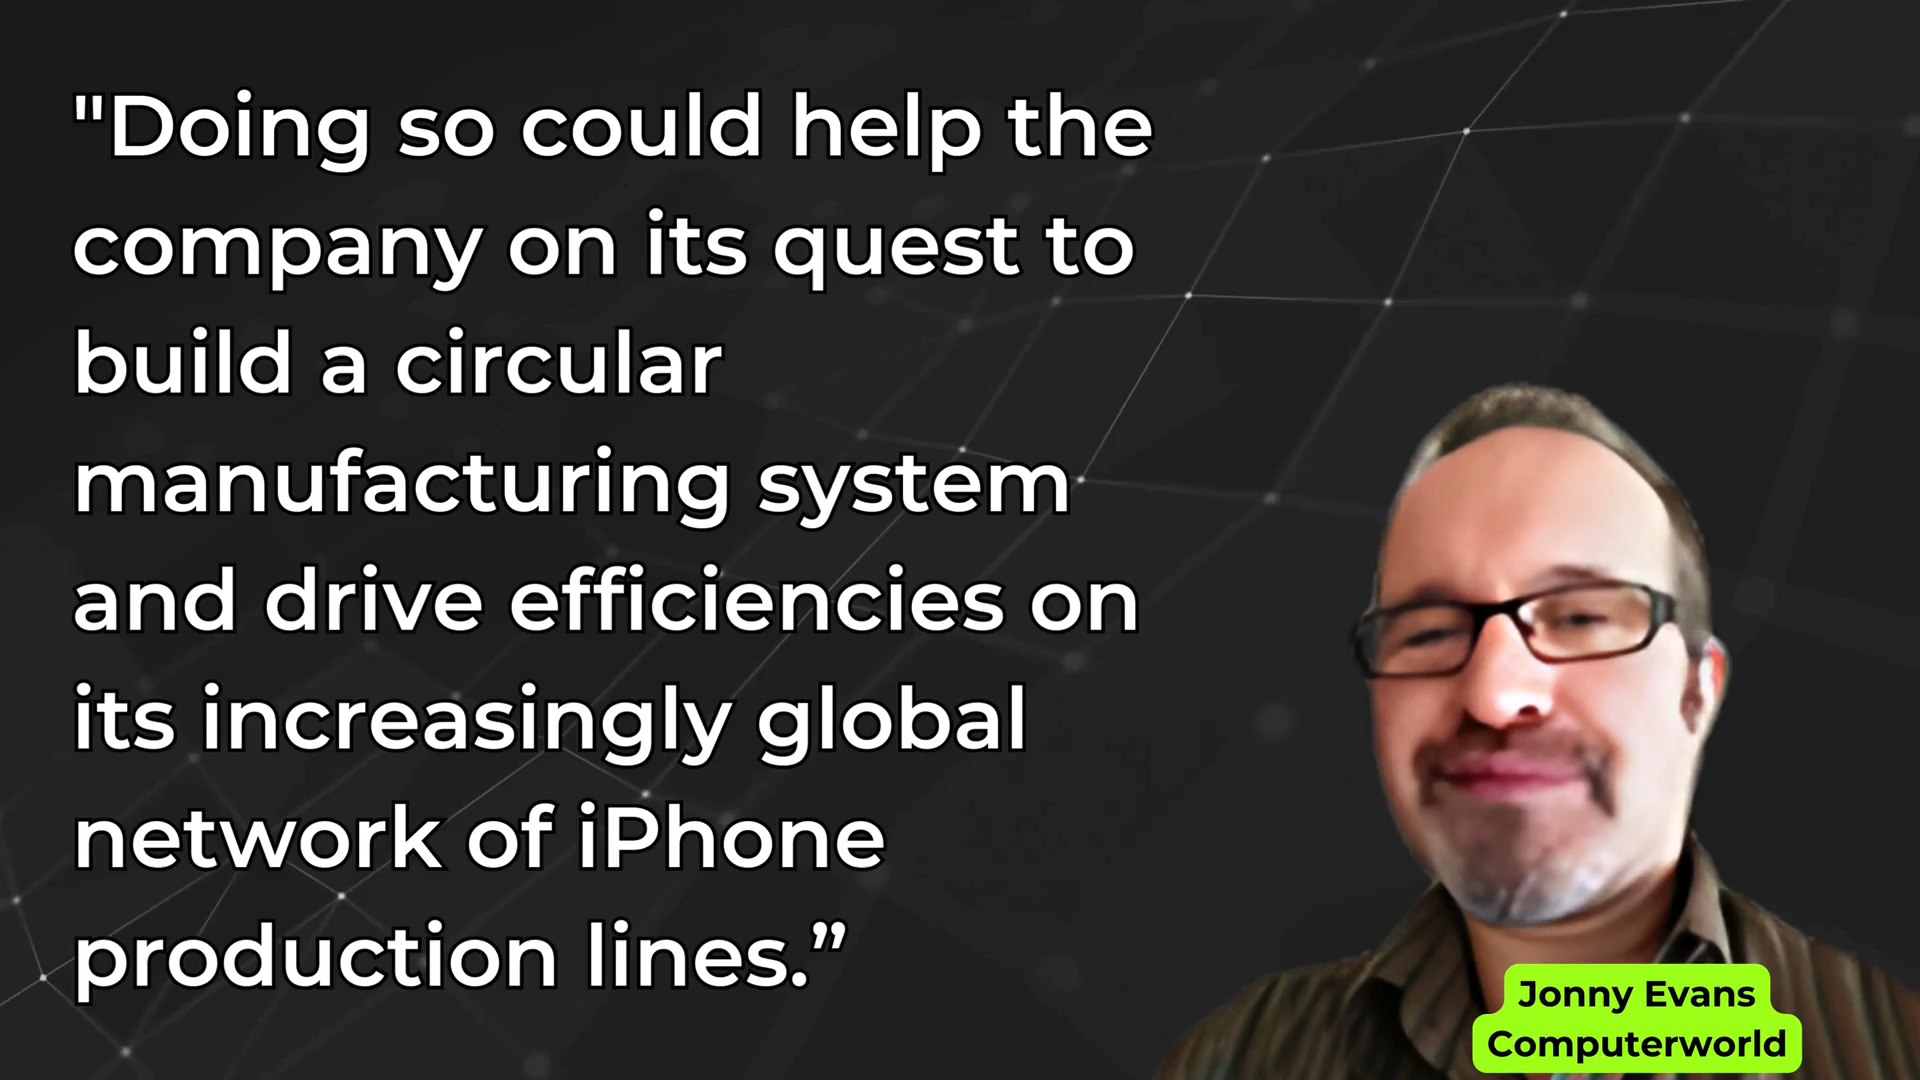 "Doing so could help the
company on its quest to
build a circular
manufacturing system
and drive efficiencies on
its increasingly global
network of iPhone
production lines.”
Jonny Evans
Computerworld